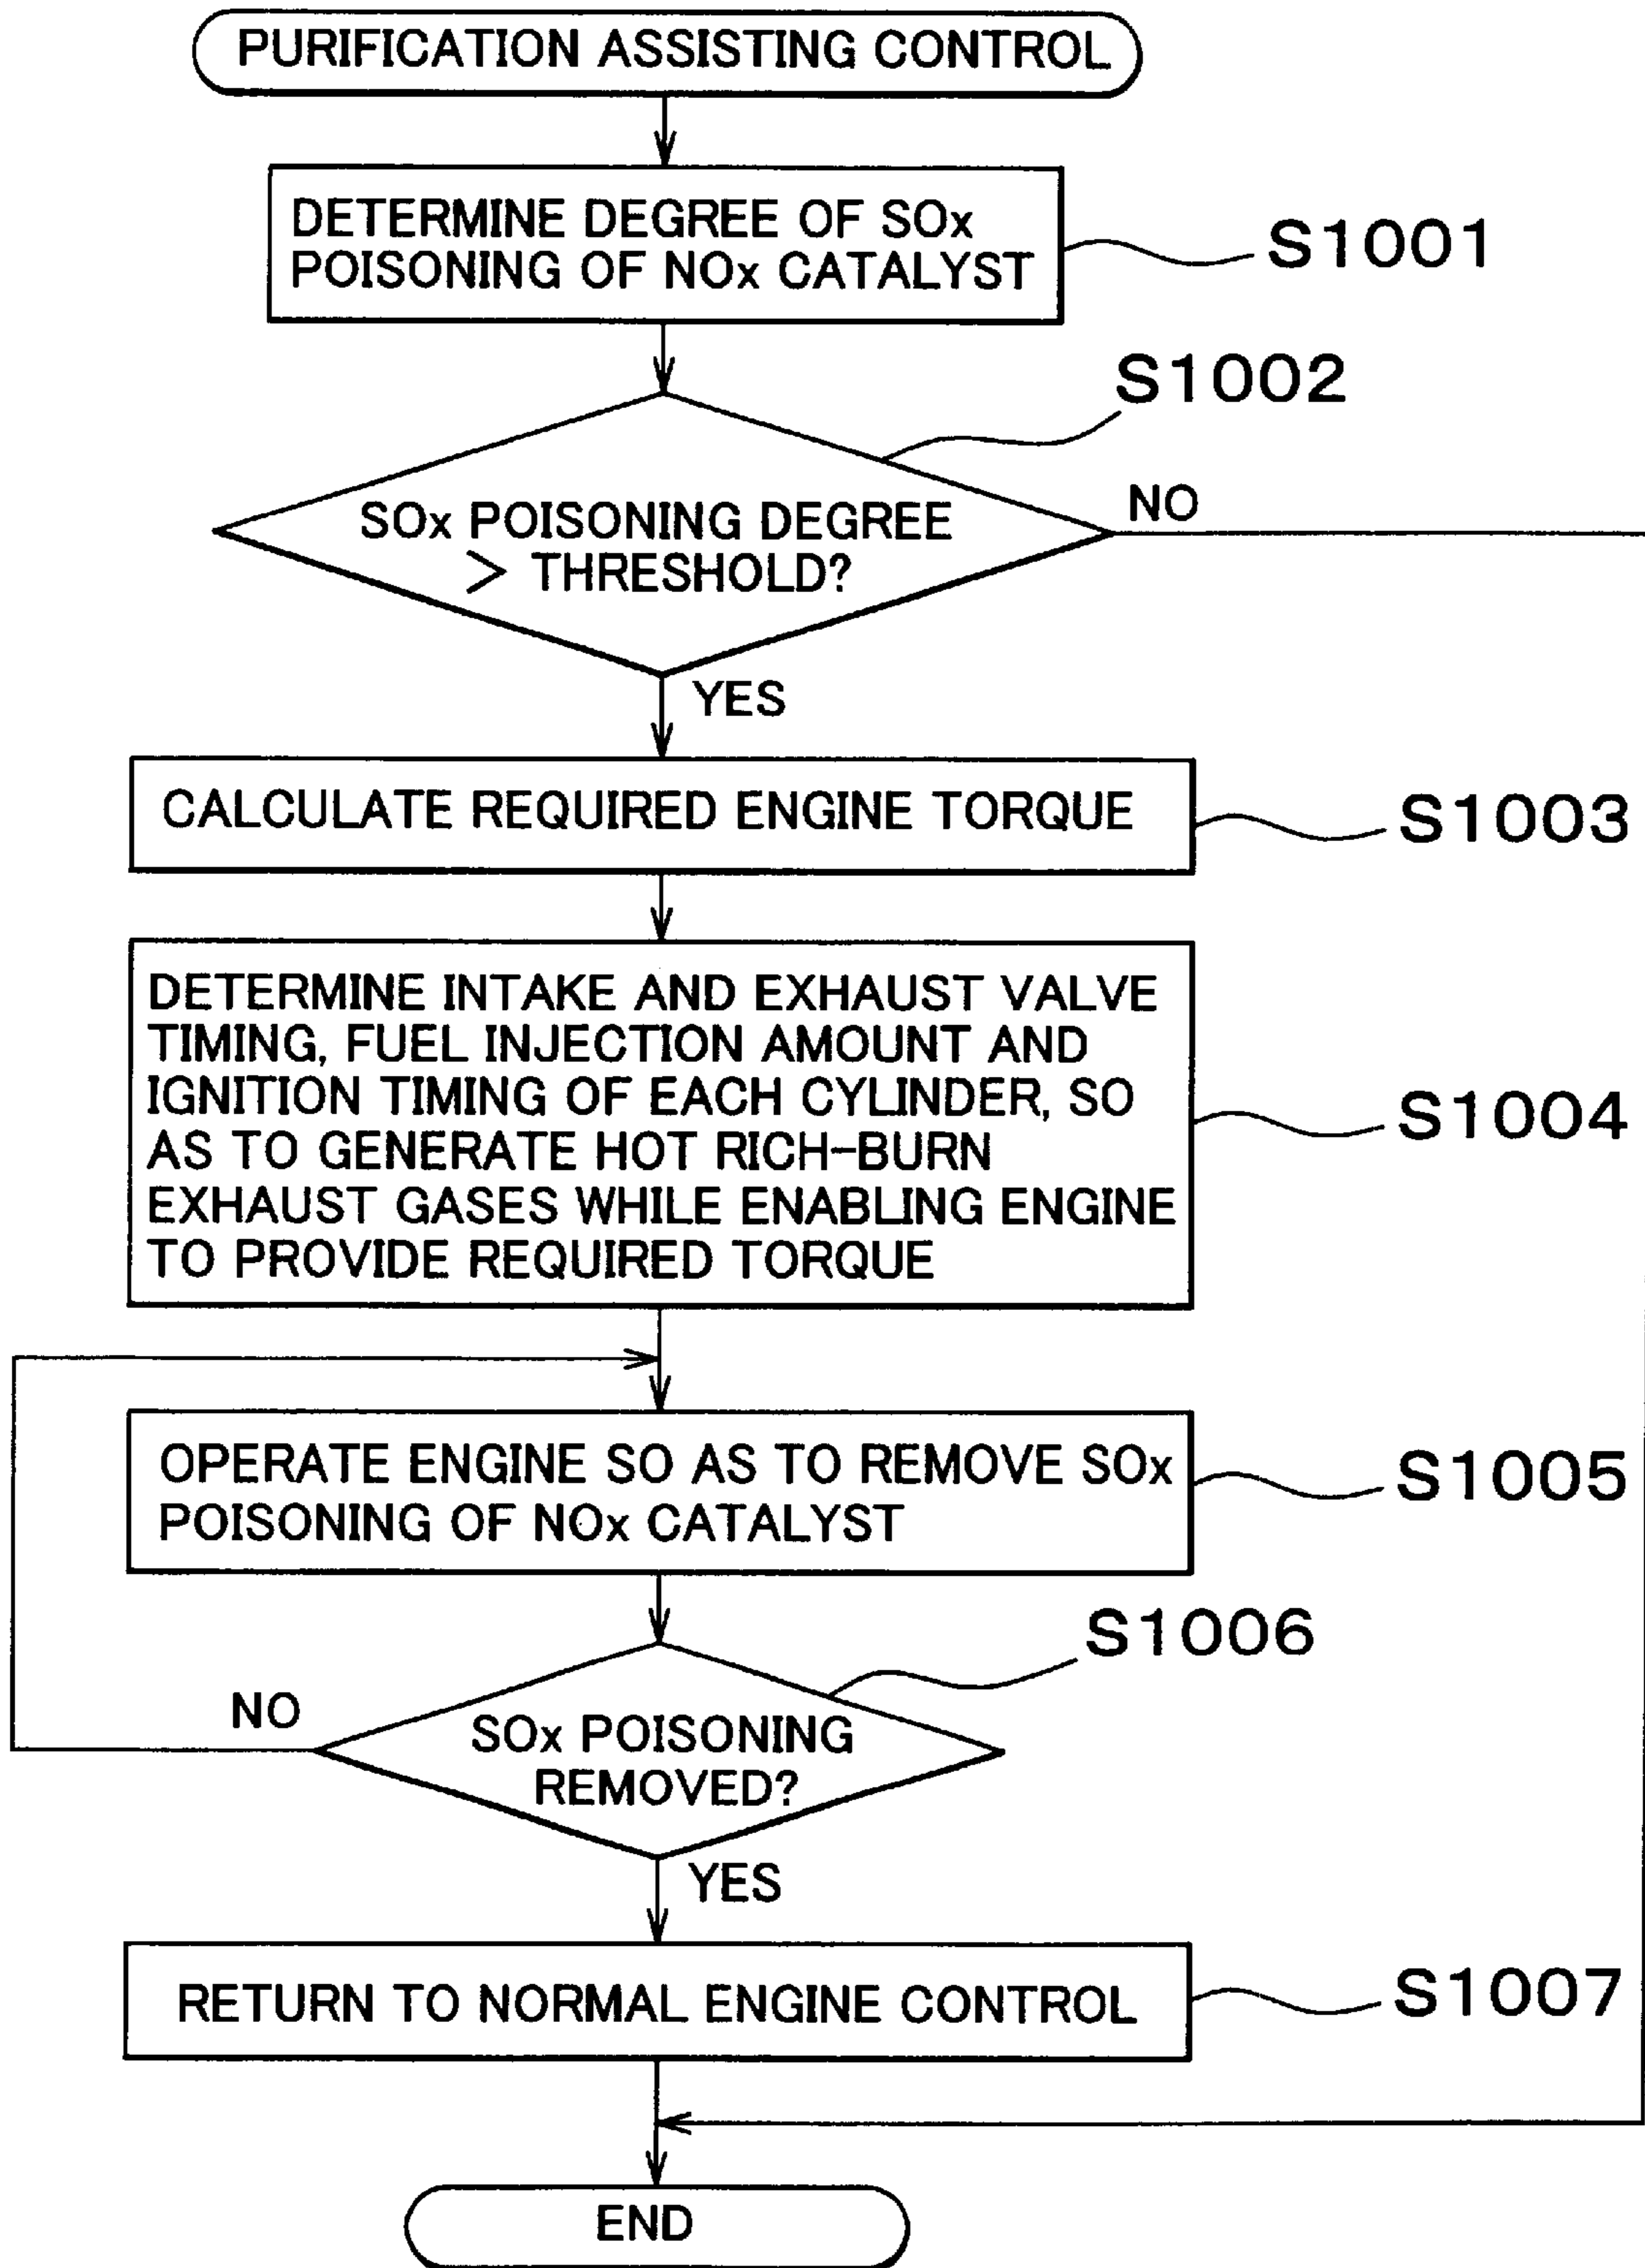 PURIFICATION ASSISTING CONTROL
DETERMINE DEGREE OF SOx
POISONING OF NOx CATALYST
S1001
S1002
SOx POISONING DEGREE
> THRESHOLD?
NO
YES
CALCULATE REQUIRED ENGINE TORQUE
S1003
DETERMINE INTAKE AND EXHAUST VALVE
TIMING, FUEL INJECTION AMOUNT AND
IGNITION TIMING OF EACH CYLINDER, SO
AS TO GENERATE HOT RICH-BURN
EXHAUST GASES WHILE ENABLING ENGINE
TO PROVIDE REQUIRED TORQUE
S1004
OPERATE ENGINE SO AS TO REMOVE SOx
POISONING OF NOx CATALYST
S1005
S1006
NO
SOx POISONING
REMOVED?
YES
RETURN TO NORMAL ENGINE CONTROL
S1007
END